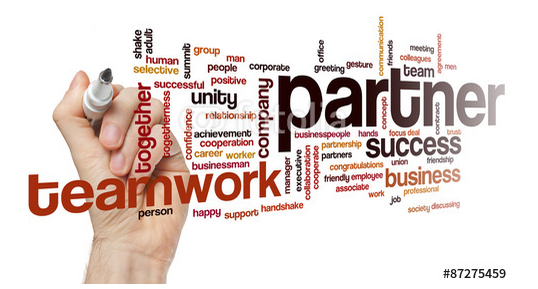 shake
adult
human
selective
summit
group
man
people
corporate
office
greeting
gesture
communication
friends
meeting
colleagues
team
agreement
men
successful
positive
unity
company
partner
together
togetherness
confidence
relationship
achievement
cooperation
career
worker
businessman
businesspeople
hands
concept
focus
deal
contract
trust
partnership
partners
success
congratulations
union
friendship
teamwork
manager
executive
collaboration
cooperate
friendly
employee
associate
business
professional
work
job
society
discussing
person
happy
support
handshake
fotolia
#87275459